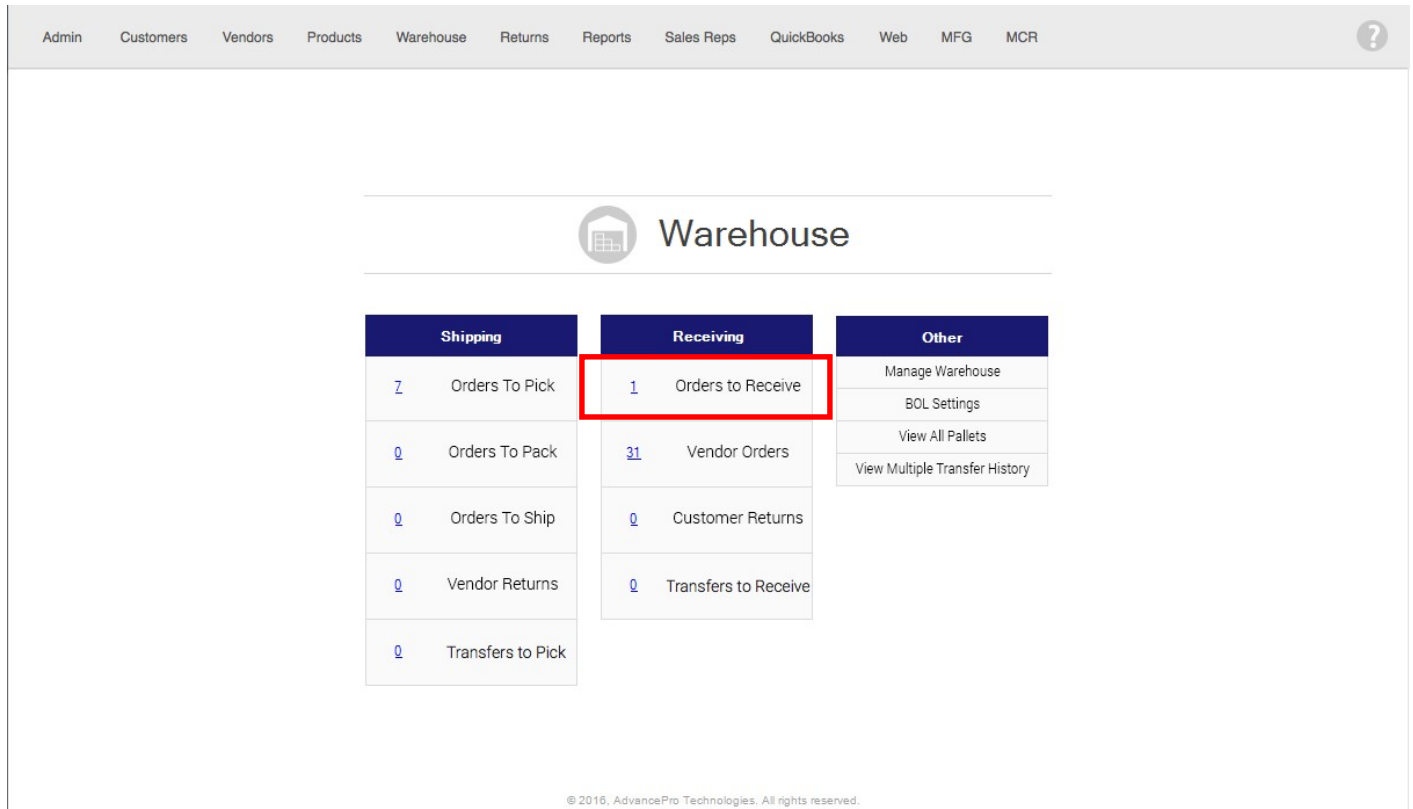 Admin Customers Vendors Products Warehouse Returns Reports Sales Reps QuickBooks Web MFG MCR ?
Warehouse
Shipping
7 Orders To Pick
0 Orders To Pack
0 Orders To Ship
0 Vendor Returns
0 Transfers to Pick
Receiving
1 Orders to Receive
31 Vendor Orders
0 Customer Returns
0 Transfers to Receive
Other
Manage Warehouse
BOL Settings
View All Pallets
View Multiple Transfer History
© 2016, AdvancePro Technologies. All rights reserved.